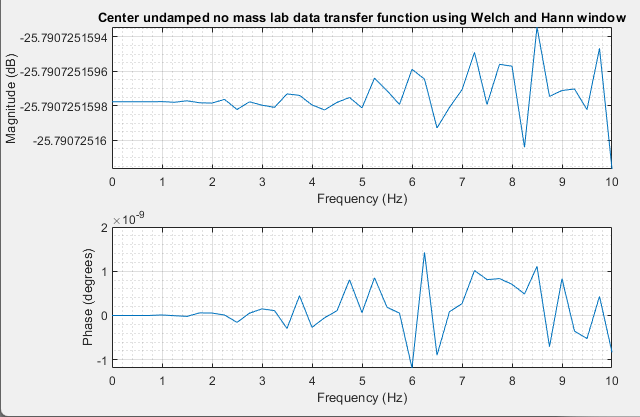 Center undamped no mass lab data transfer function using Welch and Hann window
Magnitude (dB)
-25.7907251594
-25.7907251596
-25.7907251598
-25.79072516
0 1 2 3 4 5 6 7 8 9 10
Frequency (Hz)
×10⁻⁹
Phase (degrees)
2
1
0
-1
0 1 2 3 4 5 6 7 8 9 10
Frequency (Hz)